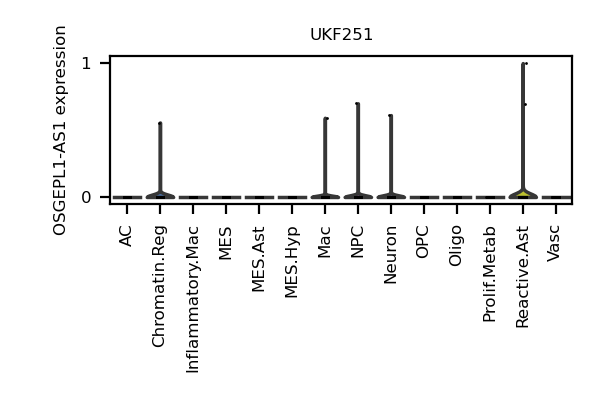 UKF251
OSGEPL1-AS1 expression
1
0
AC
Chromatin.Reg
Inflammatory.Mac
MES
MES.Ast
MES.Hyp
Mac
NPC
Neuron
OPC
Oligo
Prolif.Metab
Reactive.Ast
Vasc